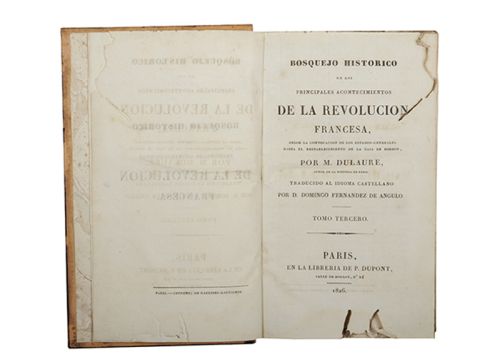 BOSQUEJO HISTORICO
DE LOS
PRINCIPALES ACONTECIMIENTOS
DE LA REVOLUCION
FRANCESA,
DESDE LA CONVOCACION DE LOS ESTADOS-GENERALES
HASTA EL RESTABLECIMIENTO DE LA CASA DE BORBON,
POR M. DULAURE,
AUTOR DE LA HISTORIA DE PARIS.
TRADUCIDO AL IDIOMA CASTELLANO
POR D. DOMINGO FERNANDEZ DE ANGULO
TOMO TERCERO.
PARIS,
EN LA LIBRERIA DE P. DUPONT,
1826.